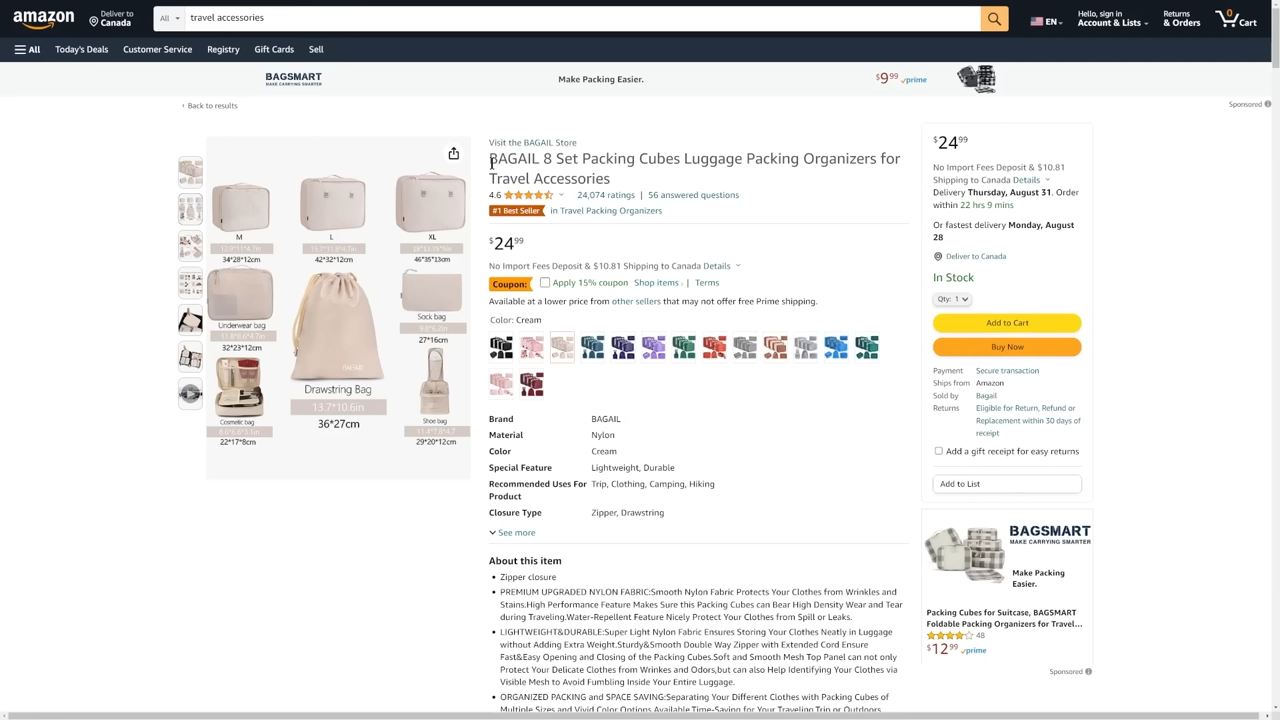 amazon
Deliver to
Canada
All
travel accessories
EN
Hello, sign in
Account & Lists
Returns
& Orders
0
Cart
All
Today's Deals
Customer Service
Registry
Gift Cards
Sell
BAGSMART
MAKE CARRYING SMARTER
Make Packing Easier.
$9.99 prime
Sponsored
‹ Back to results
M
34*28*12cm
L
42*32*12cm
XL
46*35*13cm
Underwear bag
32*23*12cm
Sock bag
9.8*6.2in
27*16cm
BAGAIL
Drawstring Bag
13.7*10.6in
36*27cm
Cosmetic bag
22*17*8cm
Shoe bag
29*20*12cm
Visit the BAGAIL Store
BAGAIL 8 Set Packing Cubes Luggage Packing Organizers for
Travel Accessories
4.6
24,074 ratings | 56 answered questions
#1 Best Seller in Travel Packing Organizers
$24.99
No Import Fees Deposit & $10.81 Shipping to Canada Details
Coupon: Apply 15% coupon Shop items › | Terms
Available at a lower price from other sellers that may not offer free Prime shipping.
Color: Cream
Brand BAGAIL
Material Nylon
Color Cream
Special Feature Lightweight, Durable
Recommended Uses For Trip, Clothing, Camping, Hiking
Product
Closure Type Zipper, Drawstring
See more
About this item
• Zipper closure
• PREMIUM UPGRADED NYLON FABRIC:Smooth Nylon Fabric Protects Your Clothes from Wrinkles and
Stains.High Performance Feature Makes Sure this Packing Cubes can Bear High Density Wear and Tear
during Traveling.Water-Repellent Feature Nicely Protect Your Clothes from Spill or Leaks.
• LIGHTWEIGHT&DURABLE:Super Light Nylon Fabric Ensures Storing Your Clothes Neatly in Luggage
without Adding Extra Weight.Sturdy&Smooth Double Way Zipper with Extended Cord Ensure
Fast&Easy Opening and Closing of the Packing Cubes.Soft and Smooth Mesh Top Panel can not only
Protect Your Delicate Clothes from Wrinkes and Odors,but can also Help Identifying Your Clothes via
Visible Mesh to Avoid Fumbling Inside Your Entire Luggage.
• ORGANIZED PACKING and SPACE SAVING:Separating Your Different Clothes with Packing Cubes of
Multiple Sizes and Vivid Color Options Available.Time-Saving for Your Traveling,Trip or Outdoors
$24.99
No Import Fees Deposit & $10.81
Shipping to Canada Details
Delivery Thursday, August 31. Order
within 22 hrs 9 mins
Or fastest delivery Monday, August
28
Deliver to Canada
In Stock
Qty: 1
Add to Cart
Buy Now
Payment Secure transaction
Ships from Amazon
Sold by Bagail
Returns Eligible for Return, Refund or
Replacement within 30 days of
receipt
Add a gift receipt for easy returns
Add to List
BAGSMART
MAKE CARRYING SMARTER
Make Packing
Easier.
Packing Cubes for Suitcase, BAGSMART
Foldable Packing Organizers for Travel...
48
$12.99 prime
Sponsored